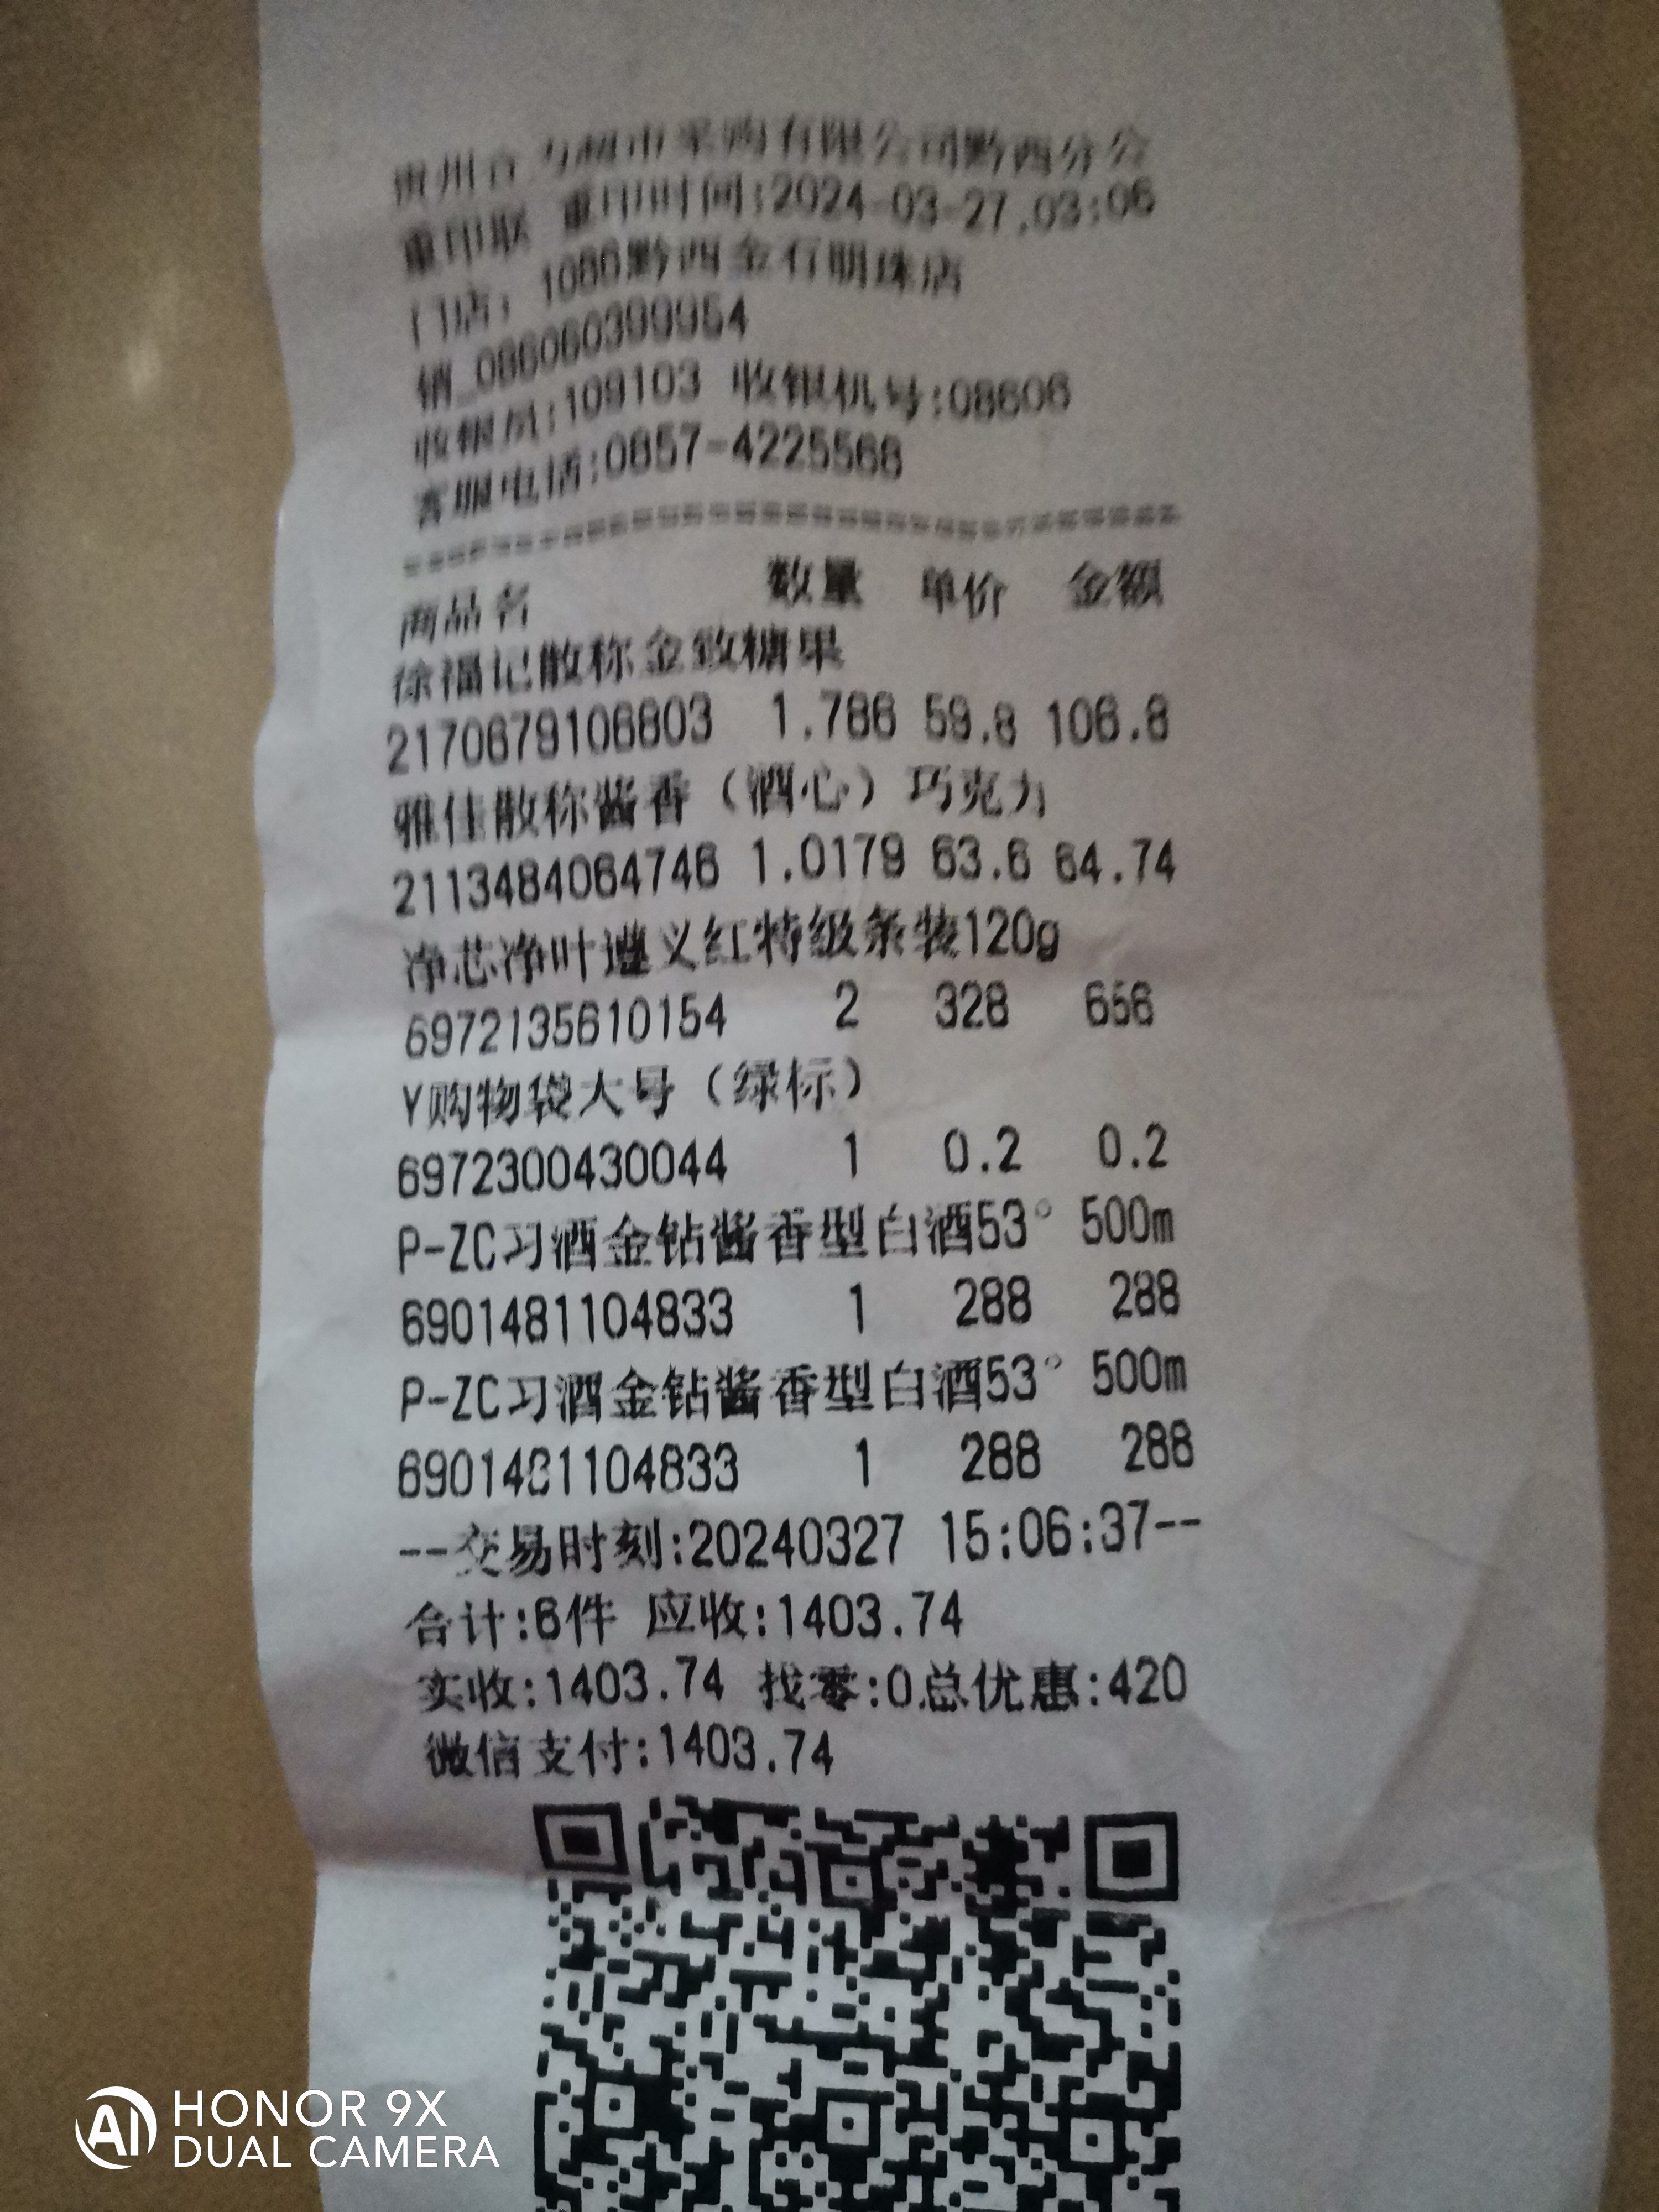 贵州合力超市采购有限公司黔西分公
重印联 重印时间:2024-03-27,03:06
门店: 1086黔西金石明珠店
销_086060399954
收银员:109103 收银机号:08606
客服电话:0857-4225568
商品名 数量 单价 金额
徐福记散称金致糖果
2170679106803 1.786 59.8 106.8
雅佳散称酱香（酒心）巧克力
2113484064746 1.0179 63.6 64.74
净芯净叶遵义红特级条装120g
6972135610154 2 328 656
Y购物袋大号（绿标）
6972300430044 1 0.2 0.2
P-ZC习酒金钻酱香型白酒53° 500m
6901481104833 1 288 288
P-ZC习酒金钻酱香型白酒53° 500m
6901481104833 1 288 288
--交易时刻:20240327 15:06:37--
合计:6件 应收:1403.74
实收:1403.74 找零:0总优惠:420
微信支付:1403.74
HONOR 9X
AI DUAL CAMERA